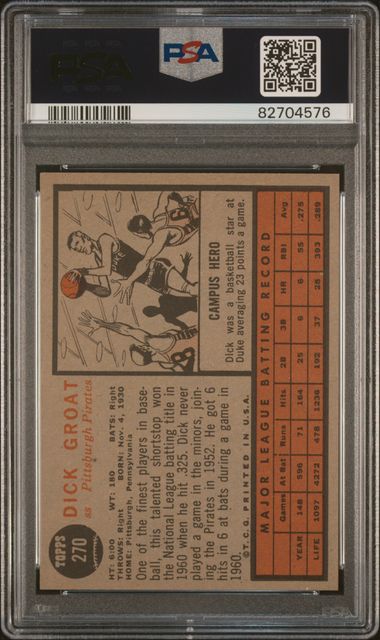 PSA
PSA
82704576
TOPPS
270
DICK GROAT
ss Pittsburgh Pirates
HT: 6:00 WT: 180 BATS: Right
THROWS: Right BORN: Nov. 4, 1930
HOME: Pittsburgh, Pennsylvania
One of the finest players in base-
ball, this talented shortstop won
the National League batting title in
1960 when he hit .325. Dick never
played a game in the minors, join-
ing the Pirates in 1952. He got 6
hits in 6 at bats during a game in
1960.
©T.C.G. PRINTED IN U.S.A.
CAMPUS HERO
Dick was a basketball star at
Duke averaging 23 points a game.
MAJOR LEAGUE BATTING RECORD
Games At Bat Runs Hits 2B 3B HR RBI Avg.
YEAR 148 596 71 164 25 6 6 55 .275
LIFE 1097 4272 478 1236 192 37 28 393 .289